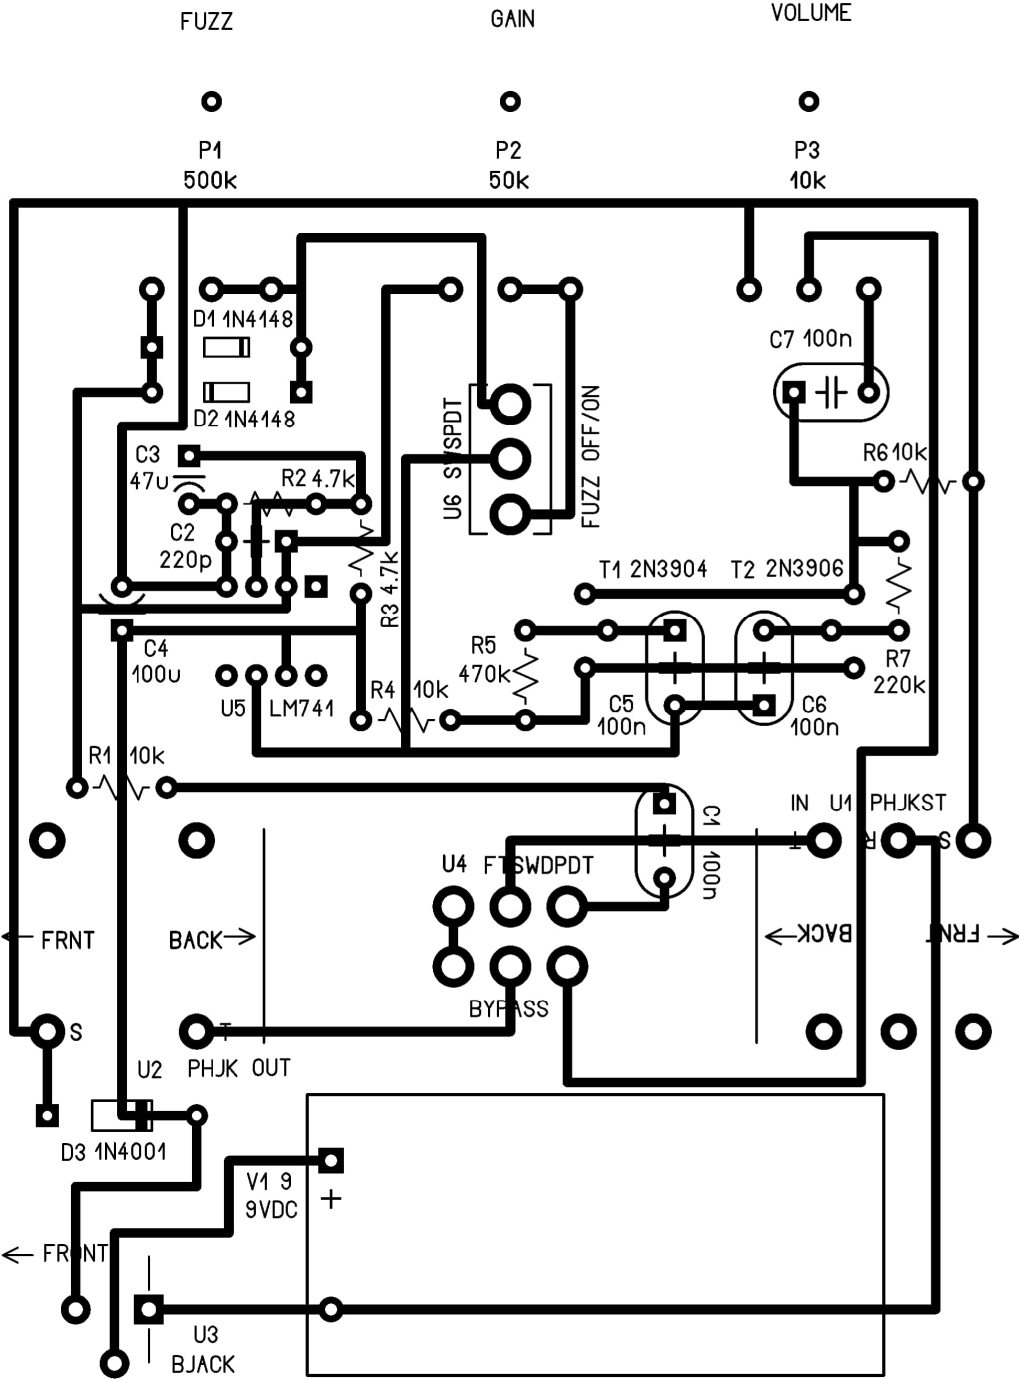 FUZZ
GAIN
VOLUME
P1
500k
P2
50k
P3
10k
D1 1N4148
D2 1N4148
C7 100n
C3
47u
R2 4.7k
U6 SWSPDT
FUZZ OFF/ON
R6 10k
C2
220p
R3 4.7k
T1 2N3904
T2 2N3906
C4
100u
R5
470k
R7
220k
U5 LM741
R4 10k
C5
100n
C6
100n
R1 10k
C1 100n
IN U1 PHJKST
T R S
U4 FTSWDPDT
FRNT
BACK
BACK
FRNT
BYPASS
S
T
U2 PHJK OUT
D3 1N4001
V1 9
9VDC
+
FRONT
U3
BJACK